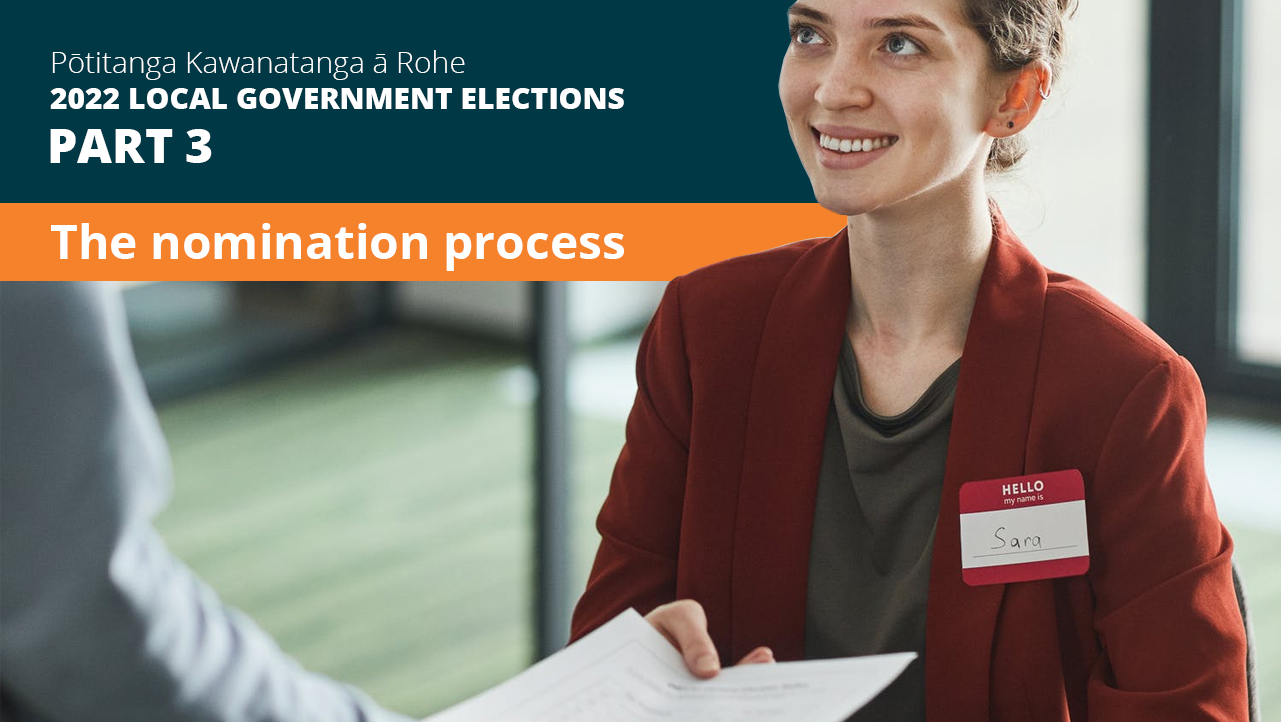 Pōtitanga Kawanatanga ā Rohe
2022 LOCAL GOVERNMENT ELECTIONS
PART 3
The nomination process
HELLO
my name is
Sara